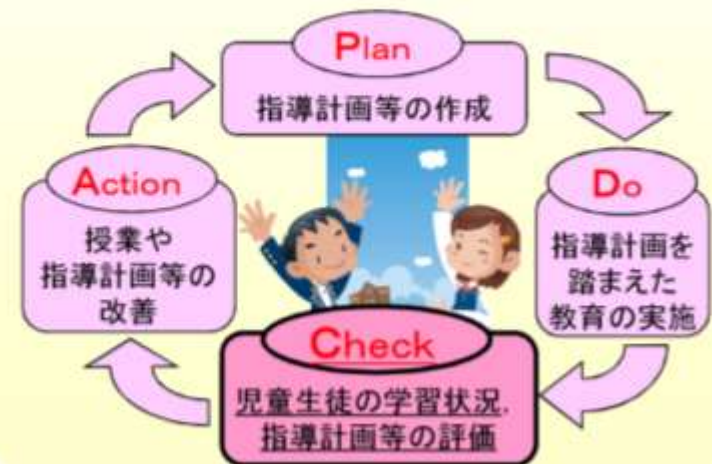 Plan
指導計画等の作成
Do
指導計画を
踏まえた
教育の実施
Check
児童生徒の学習状況,
指導計画等の評価
Action
授業や
指導計画等の
改善